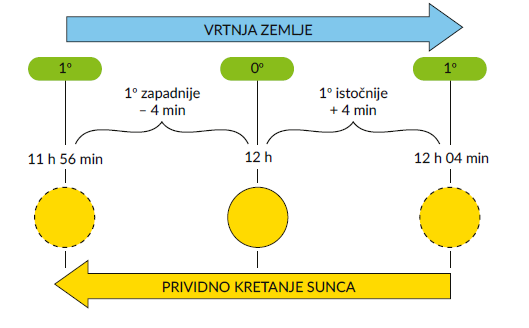 VRTNJA ZEMLJE
1° 0° 1°
1° zapadnije 1° istočnije
– 4 min + 4 min
11 h 56 min 12 h 12 h 04 min
PRIVIDNO KRETANJE SUNCA